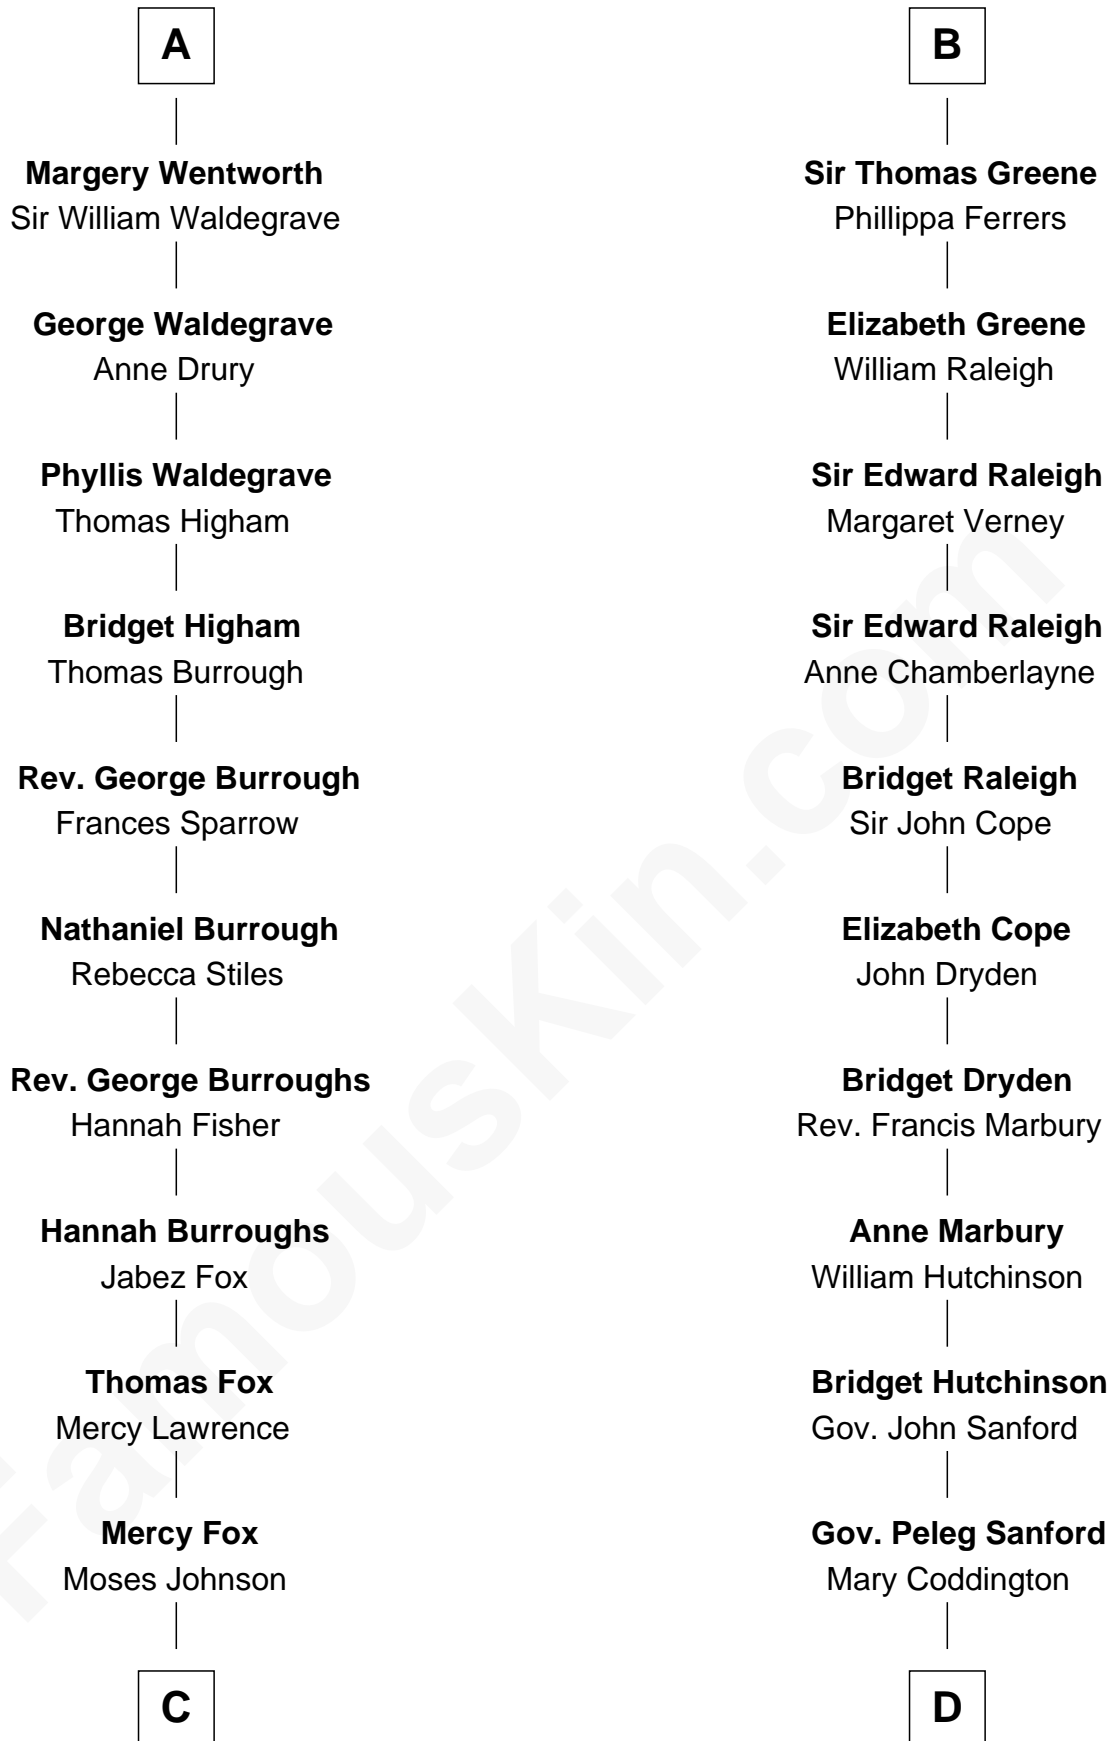 A
Margery Wentworth
Sir William Waldegrave
George Waldegrave
Anne Drury
Phyllis Waldegrave
Thomas Higham
Bridget Higham
Thomas Burrough
Rev. George Burrough
Frances Sparrow
Nathaniel Burrough
Rebecca Stiles
Rev. George Burroughs
Hannah Fisher
Hannah Burroughs
Jabez Fox
Thomas Fox
Mercy Lawrence
Mercy Fox
Moses Johnson
C
B
Sir Thomas Greene
Phillippa Ferrers
Elizabeth Greene
William Raleigh
Sir Edward Raleigh
Margaret Verney
Sir Edward Raleigh
Anne Chamberlayne
Bridget Raleigh
Sir John Cope
Elizabeth Cope
John Dryden
Bridget Dryden
Rev. Francis Marbury
Anne Marbury
William Hutchinson
Bridget Hutchinson
Gov. John Sanford
Gov. Peleg Sanford
Mary Coddington
D
FamousKin.com